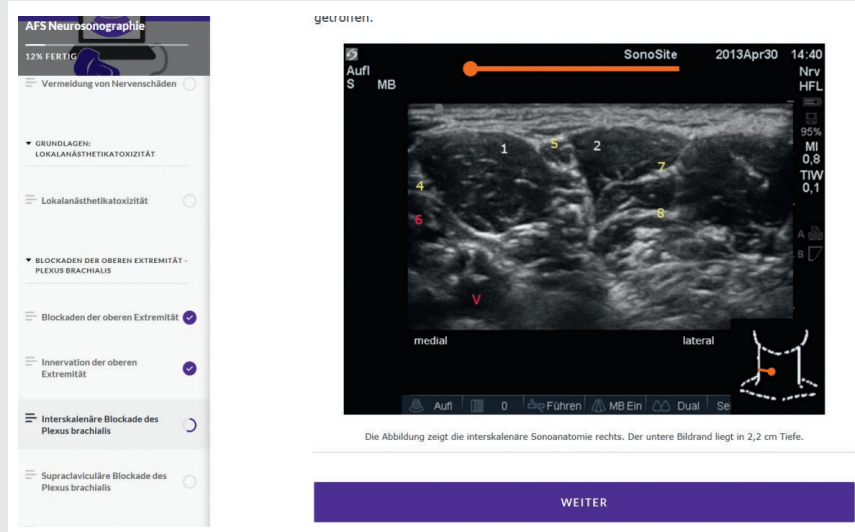 AFS Neurosonographie
12% FERTIG
Vermeidung von Nervenschäden
GRUNDLAGEN:
LOKALANÄSTHETIKATOXIZITÄT
Lokalanästhetikatoxizität
BLOCKADEN DER OBEREN EXTREMITÄT -
PLEXUS BRACHIALIS
Blockaden der oberen Extremität
Innervation der oberen
Extremität
Interskalenäre Blockade des
Plexus brachialis
Supraclaviculäre Blockade des
Plexus brachialis
getroffen.
SonoSite 2013Apr30 14:40
Aufl
S MB
Nrv
HFL
95%
MI
0,8
TIW
0,1
A
B
1
5
2
7
4
8
6
V
medial
lateral
Aufl 0 Führen MB Ein Dual Se
Die Abbildung zeigt die interskalenäre Sonoanatomie rechts. Der untere Bildrand liegt in 2,2 cm Tiefe.
WEITER